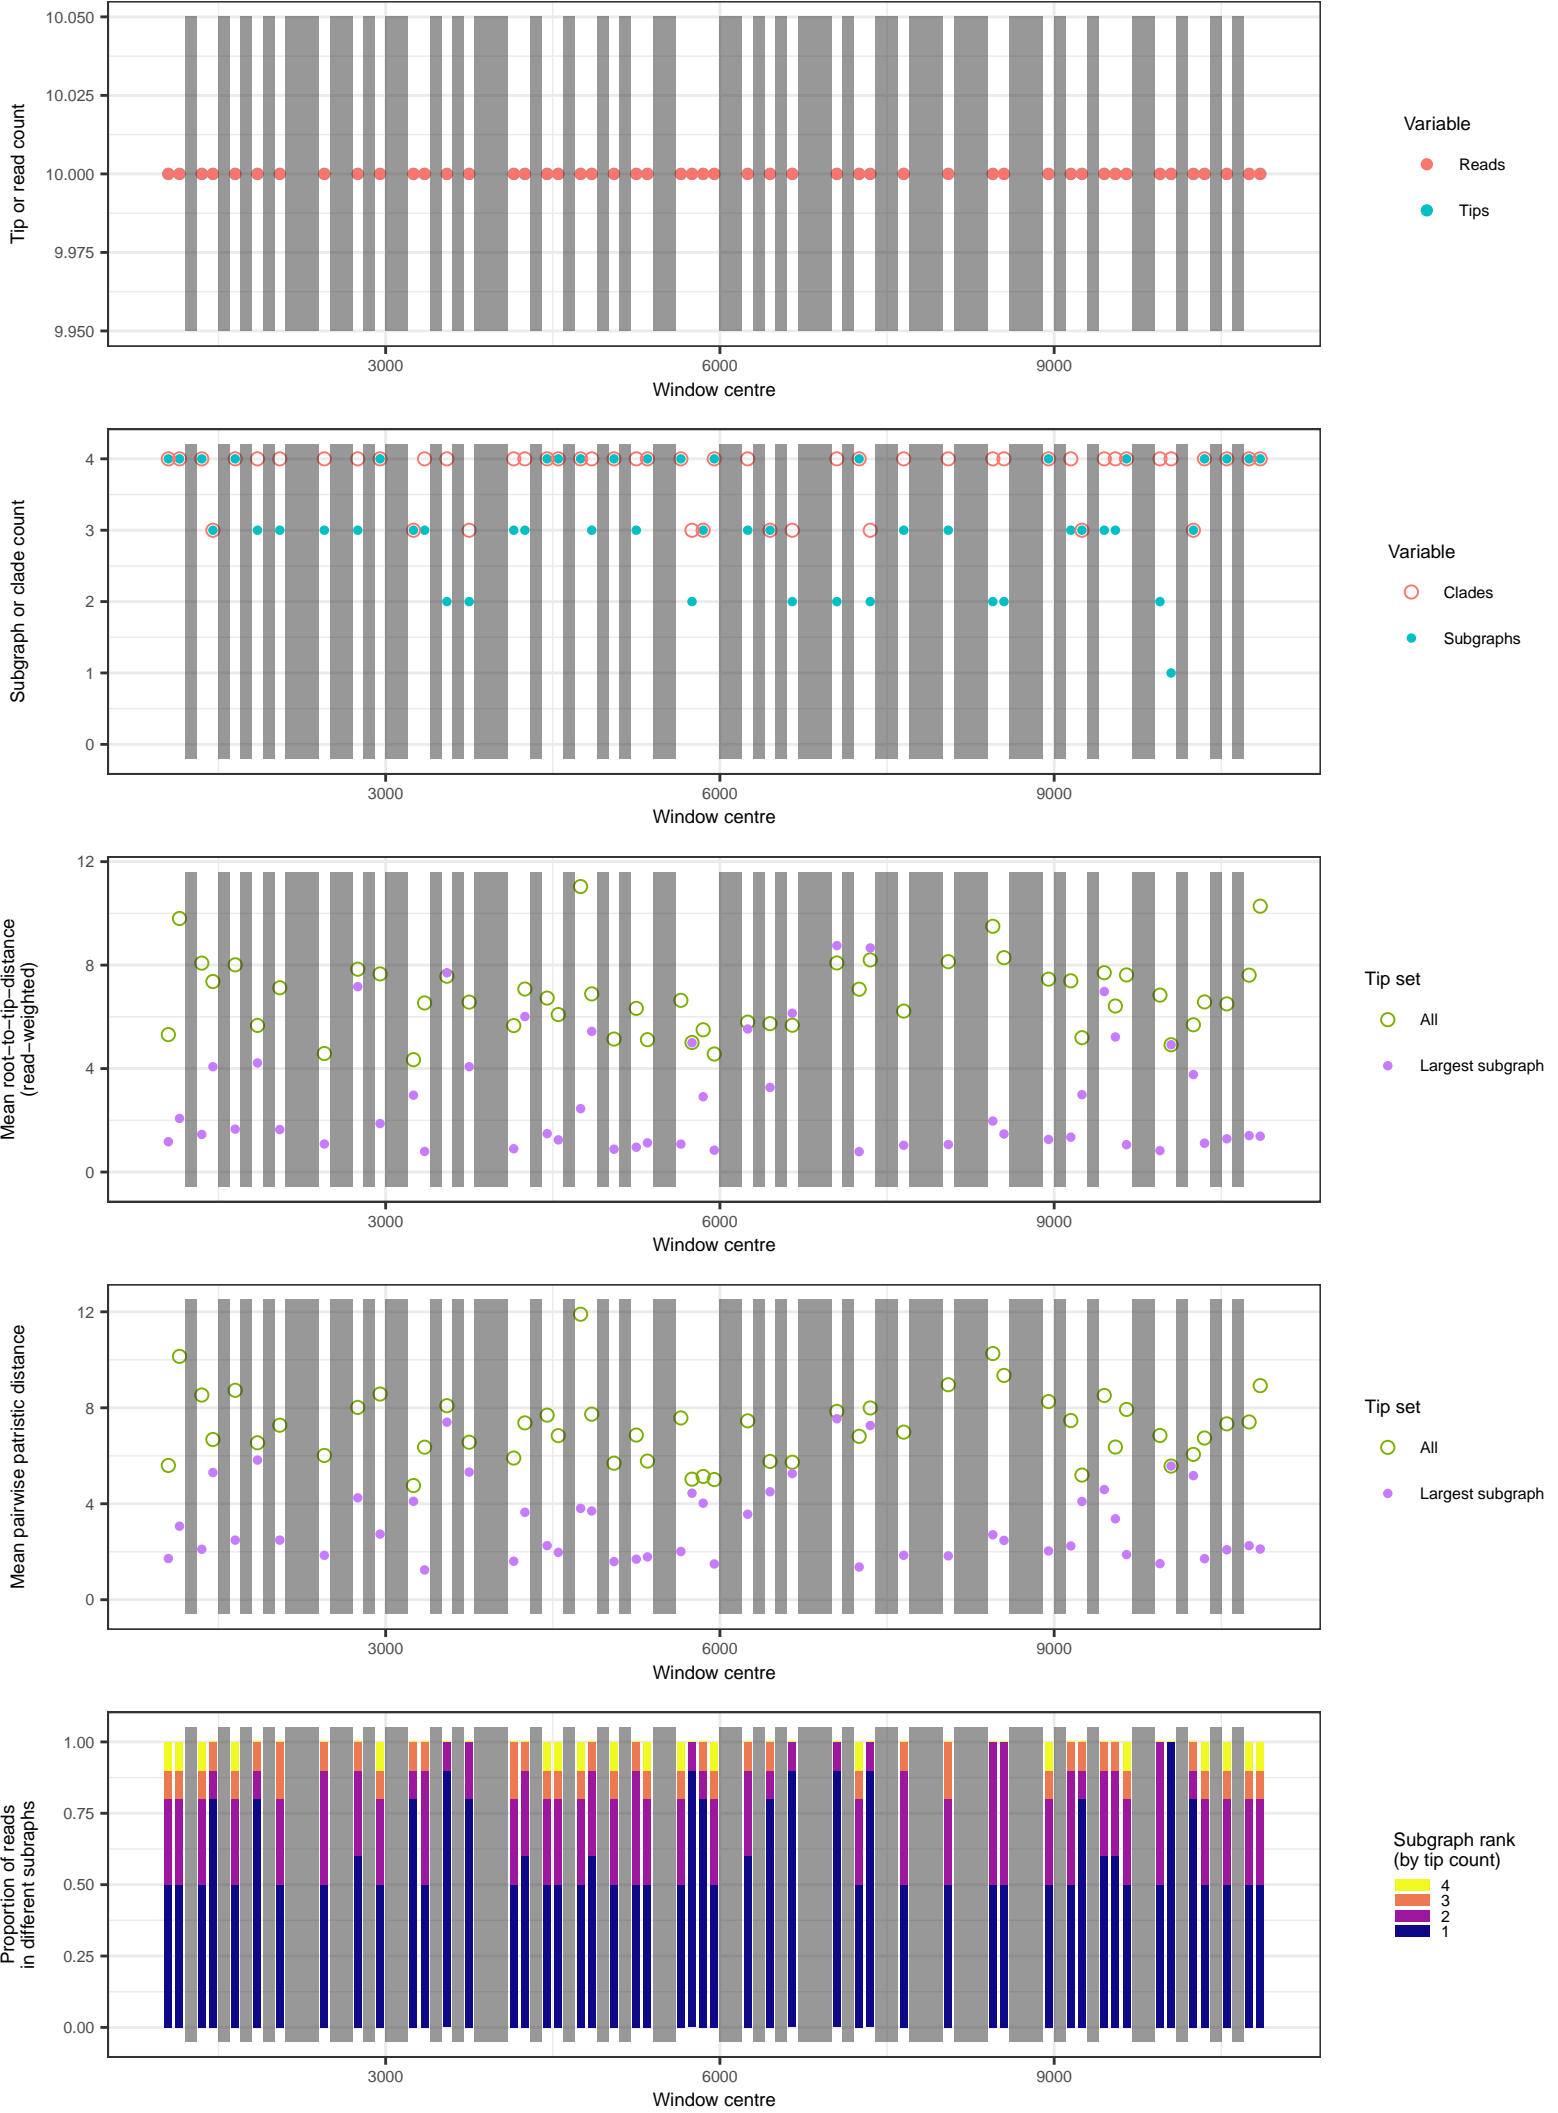 10.050
10.025
10.000
9.975
9.950
Tip or read count
3000 6000 9000
Window centre
Variable
Reads
Tips
4
3
2
1
0
Subgraph or clade count
3000 6000 9000
Window centre
Variable
Clades
Subgraphs
12
8
4
0
Mean root−to−tip−distance
(read−weighted)
3000 6000 9000
Window centre
Tip set
All
Largest subgraph
12
8
4
0
Mean pairwise patristic distance
3000 6000 9000
Window centre
Tip set
All
Largest subgraph
1.00
0.75
0.50
0.25
0.00
Proportion of reads
in different subraphs
3000 6000 9000
Window centre
Subgraph rank
(by tip count)
4
3
2
1